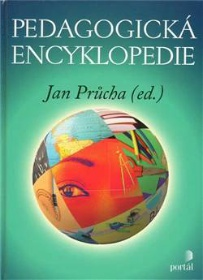 PEDAGOGICKÁ
ENCYKLOPEDIE
Jan Průcha (ed.)
portál